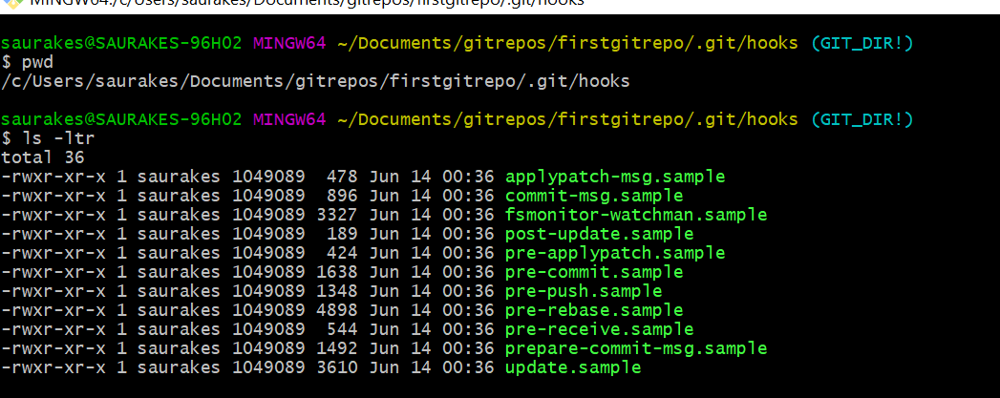 MINGW64:/c/Users/saurakes/Documents/gitrepos/firstgitrepo/.git/hooks
saurakes@SAURAKES-96H02 MINGW64 ~/Documents/gitrepos/firstgitrepo/.git/hooks (GIT_DIR!)
$ pwd
/c/Users/saurakes/Documents/gitrepos/firstgitrepo/.git/hooks
saurakes@SAURAKES-96H02 MINGW64 ~/Documents/gitrepos/firstgitrepo/.git/hooks (GIT_DIR!)
$ ls -ltr
total 36
-rwxr-xr-x 1 saurakes 1049089  478 Jun 14 00:36 applypatch-msg.sample
-rwxr-xr-x 1 saurakes 1049089  896 Jun 14 00:36 commit-msg.sample
-rwxr-xr-x 1 saurakes 1049089 3327 Jun 14 00:36 fsmonitor-watchman.sample
-rwxr-xr-x 1 saurakes 1049089  189 Jun 14 00:36 post-update.sample
-rwxr-xr-x 1 saurakes 1049089  424 Jun 14 00:36 pre-applypatch.sample
-rwxr-xr-x 1 saurakes 1049089 1638 Jun 14 00:36 pre-commit.sample
-rwxr-xr-x 1 saurakes 1049089 1348 Jun 14 00:36 pre-push.sample
-rwxr-xr-x 1 saurakes 1049089 4898 Jun 14 00:36 pre-rebase.sample
-rwxr-xr-x 1 saurakes 1049089  544 Jun 14 00:36 pre-receive.sample
-rwxr-xr-x 1 saurakes 1049089 1492 Jun 14 00:36 prepare-commit-msg.sample
-rwxr-xr-x 1 saurakes 1049089 3610 Jun 14 00:36 update.sample